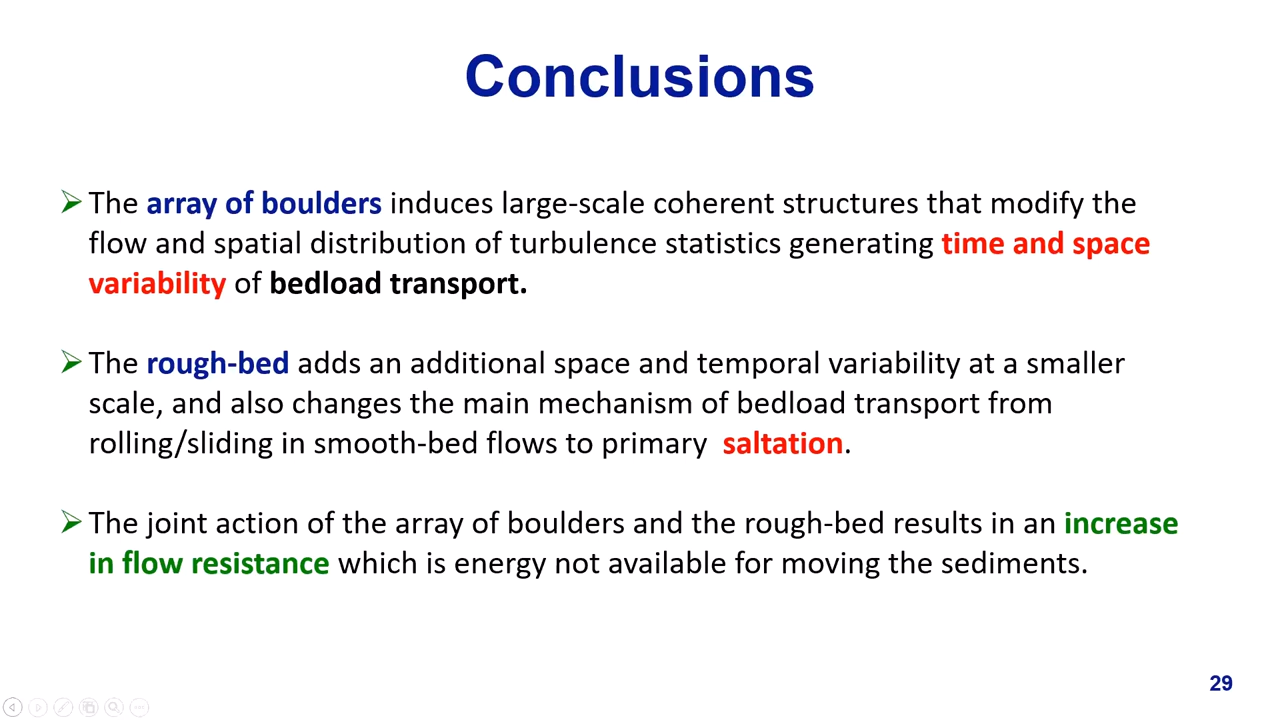 Conclusions
The array of boulders induces large-scale coherent structures that modify the
flow and spatial distribution of turbulence statistics generating time and space
variability of bedload transport.
The rough-bed adds an additional space and temporal variability at a smaller
scale, and also changes the main mechanism of bedload transport from
rolling/sliding in smooth-bed flows to primary saltation.
The joint action of the array of boulders and the rough-bed results in an increase
in flow resistance which is energy not available for moving the sediments.
29